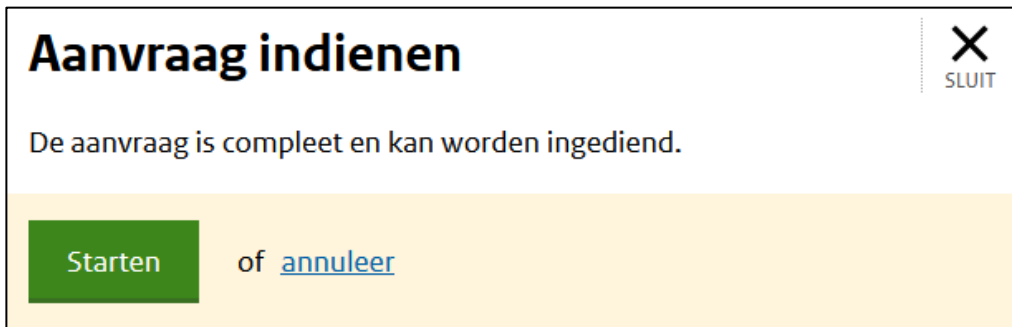 Aanvraag indienen
SLUIT
De aanvraag is compleet en kan worden ingediend.
Starten of annuleer